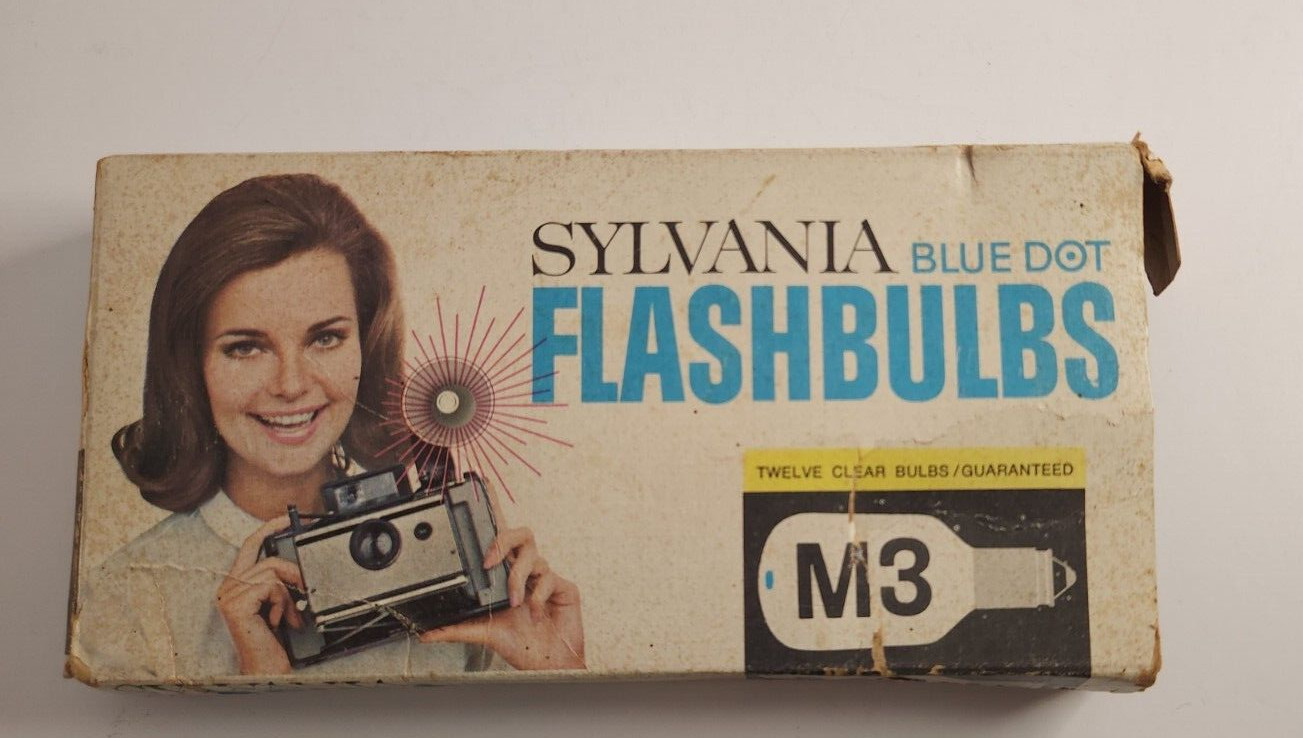 SYLVANIA BLUE DOT
FLASHBULBS
TWELVE CLEAR BULBS/GUARANTEED
M3